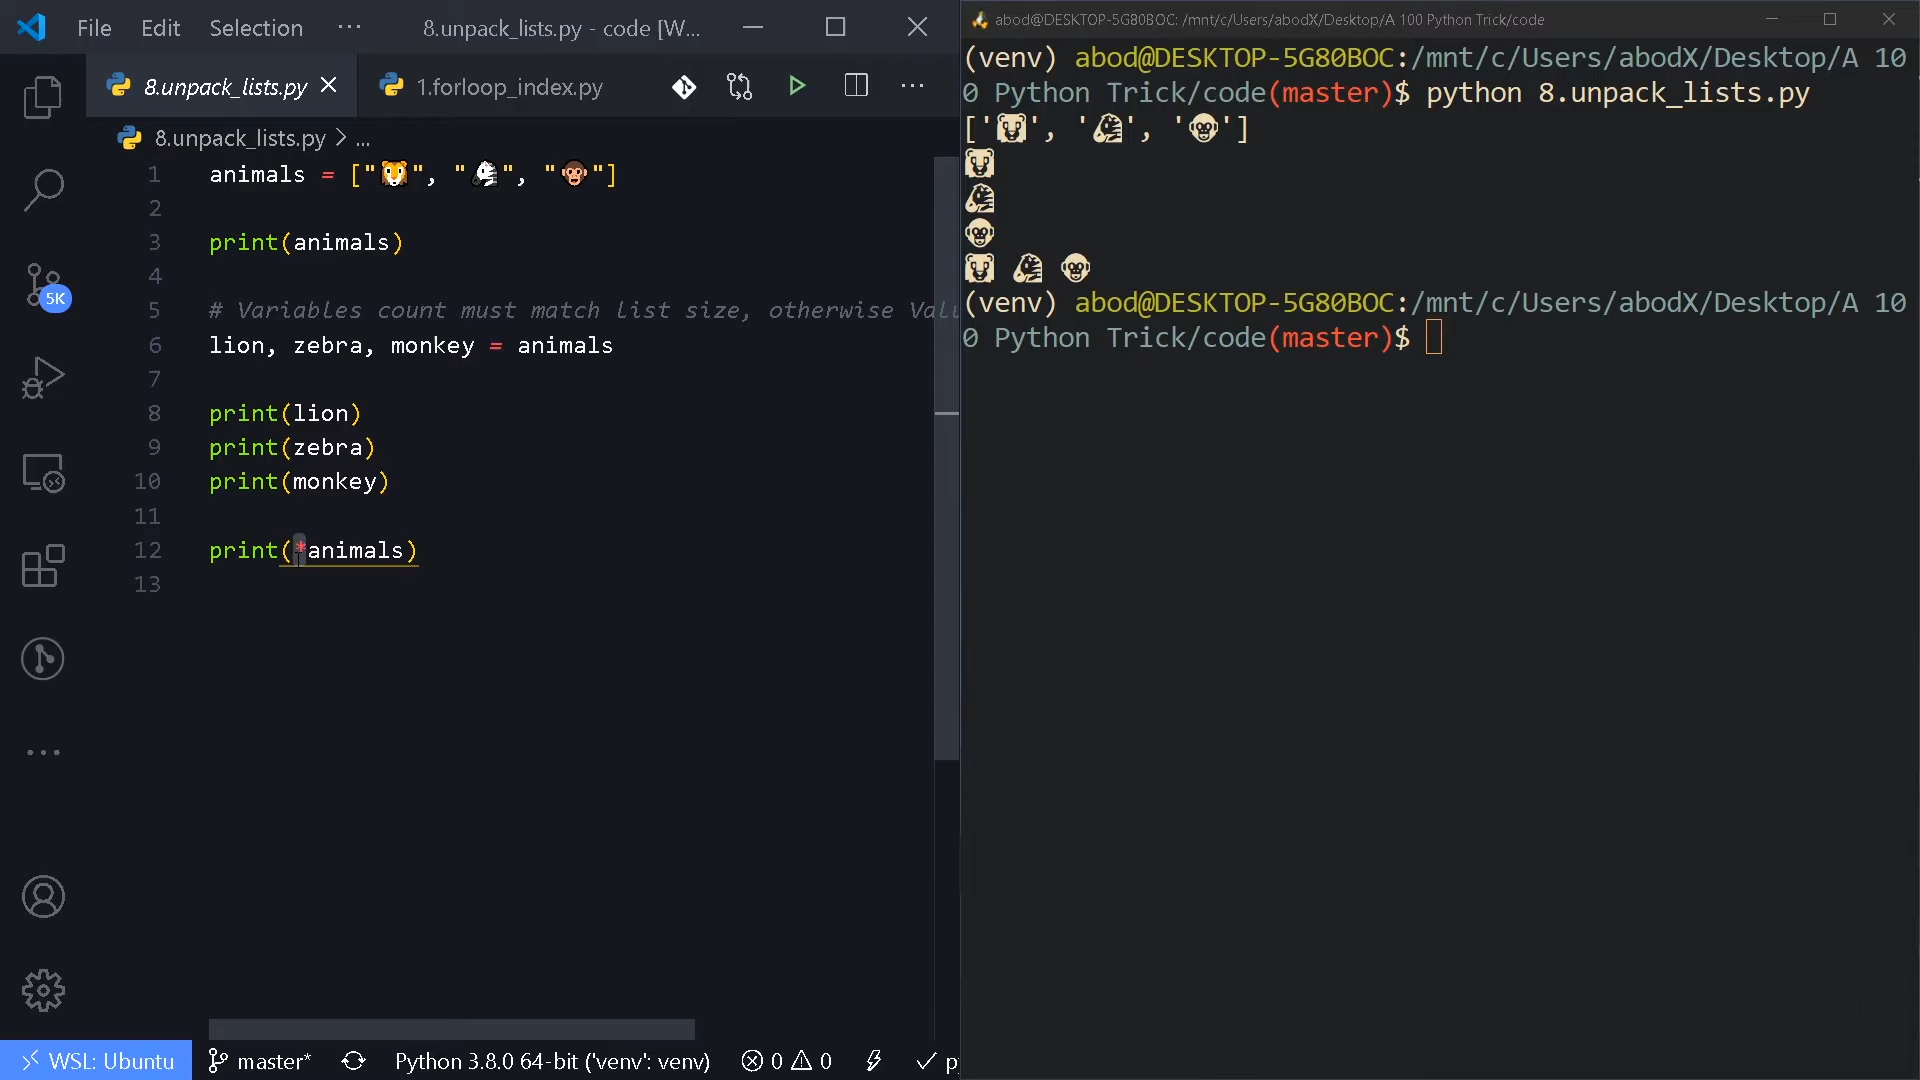 File Edit Selection ··· 8.unpack_lists.py - code [W...
8.unpack_lists.py 1.forloop_index.py
8.unpack_lists.py > ...
1 animals = ["🦁", "🦓", "🐵"]
2
3 print(animals)
4
5 # Variables count must match list size, otherwise Valu
6 lion, zebra, monkey = animals
7
8 print(lion)
9 print(zebra)
10 print(monkey)
11
12 print(*animals)
13
5K
WSL: Ubuntu master* Python 3.8.0 64-bit ('venv': venv) 0 0 py
abod@DESKTOP-5G80BOC: /mnt/c/Users/abodX/Desktop/A 100 Python Trick/code
(venv) abod@DESKTOP-5G80BOC:/mnt/c/Users/abodX/Desktop/A 10
0 Python Trick/code(master)$ python 8.unpack_lists.py
['🦁', '🦓', '🐵']
🦁
🦓
🐵
🦁 🦓 🐵
(venv) abod@DESKTOP-5G80BOC:/mnt/c/Users/abodX/Desktop/A 10
0 Python Trick/code(master)$